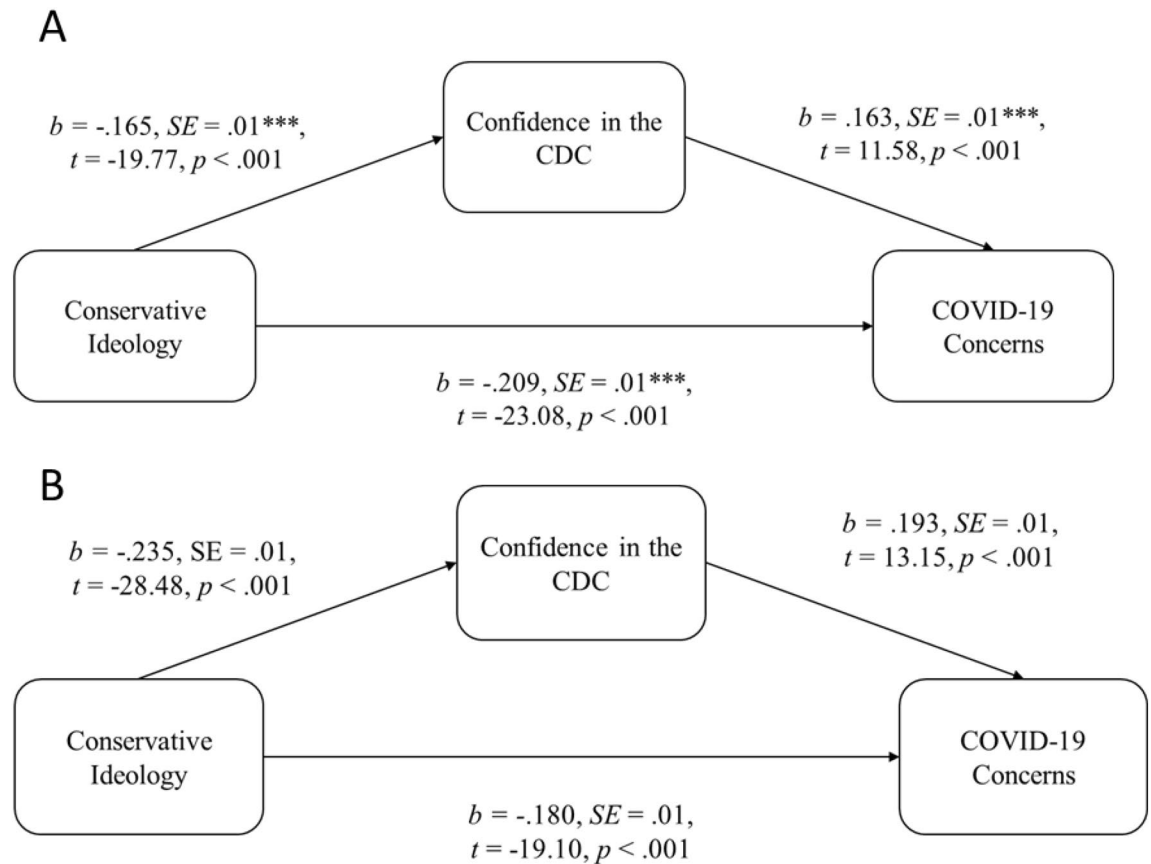 A
b = -.165, SE = .01***,
t = -19.77, p < .001
Confidence in the
CDC
b = .163, SE = .01***,
t = 11.58, p < .001
Conservative
Ideology
COVID-19
Concerns
b = -.209, SE = .01***,
t = -23.08, p < .001
B
b = -.235, SE = .01,
t = -28.48, p < .001
Confidence in the
CDC
b = .193, SE = .01,
t = 13.15, p < .001
Conservative
Ideology
COVID-19
Concerns
b = -.180, SE = .01,
t = -19.10, p < .001